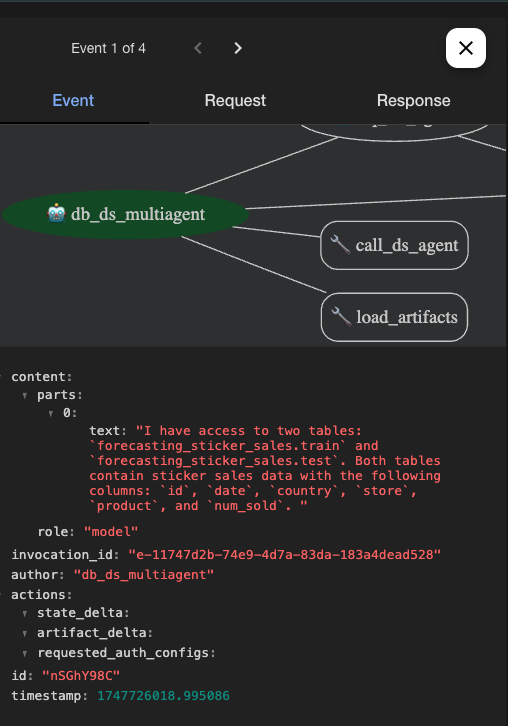 Event 1 of 4
Event
Request
Response
db_ds_multiagent
call_ds_agent
load_artifacts
content:
parts:
0:
text: "I have access to two tables:
`forecasting_sticker_sales.train` and
`forecasting_sticker_sales.test`. Both tables
contain sticker sales data with the following
columns: `id`, `date`, `country`, `store`,
`product`, and `num_sold`. "
role: "model"
invocation_id: "e-11747d2b-74e9-4d7a-83da-183a4dead528"
author: "db_ds_multiagent"
actions:
state_delta:
artifact_delta:
requested_auth_configs:
id: "nSGhY98C"
timestamp: 1747726018.995086